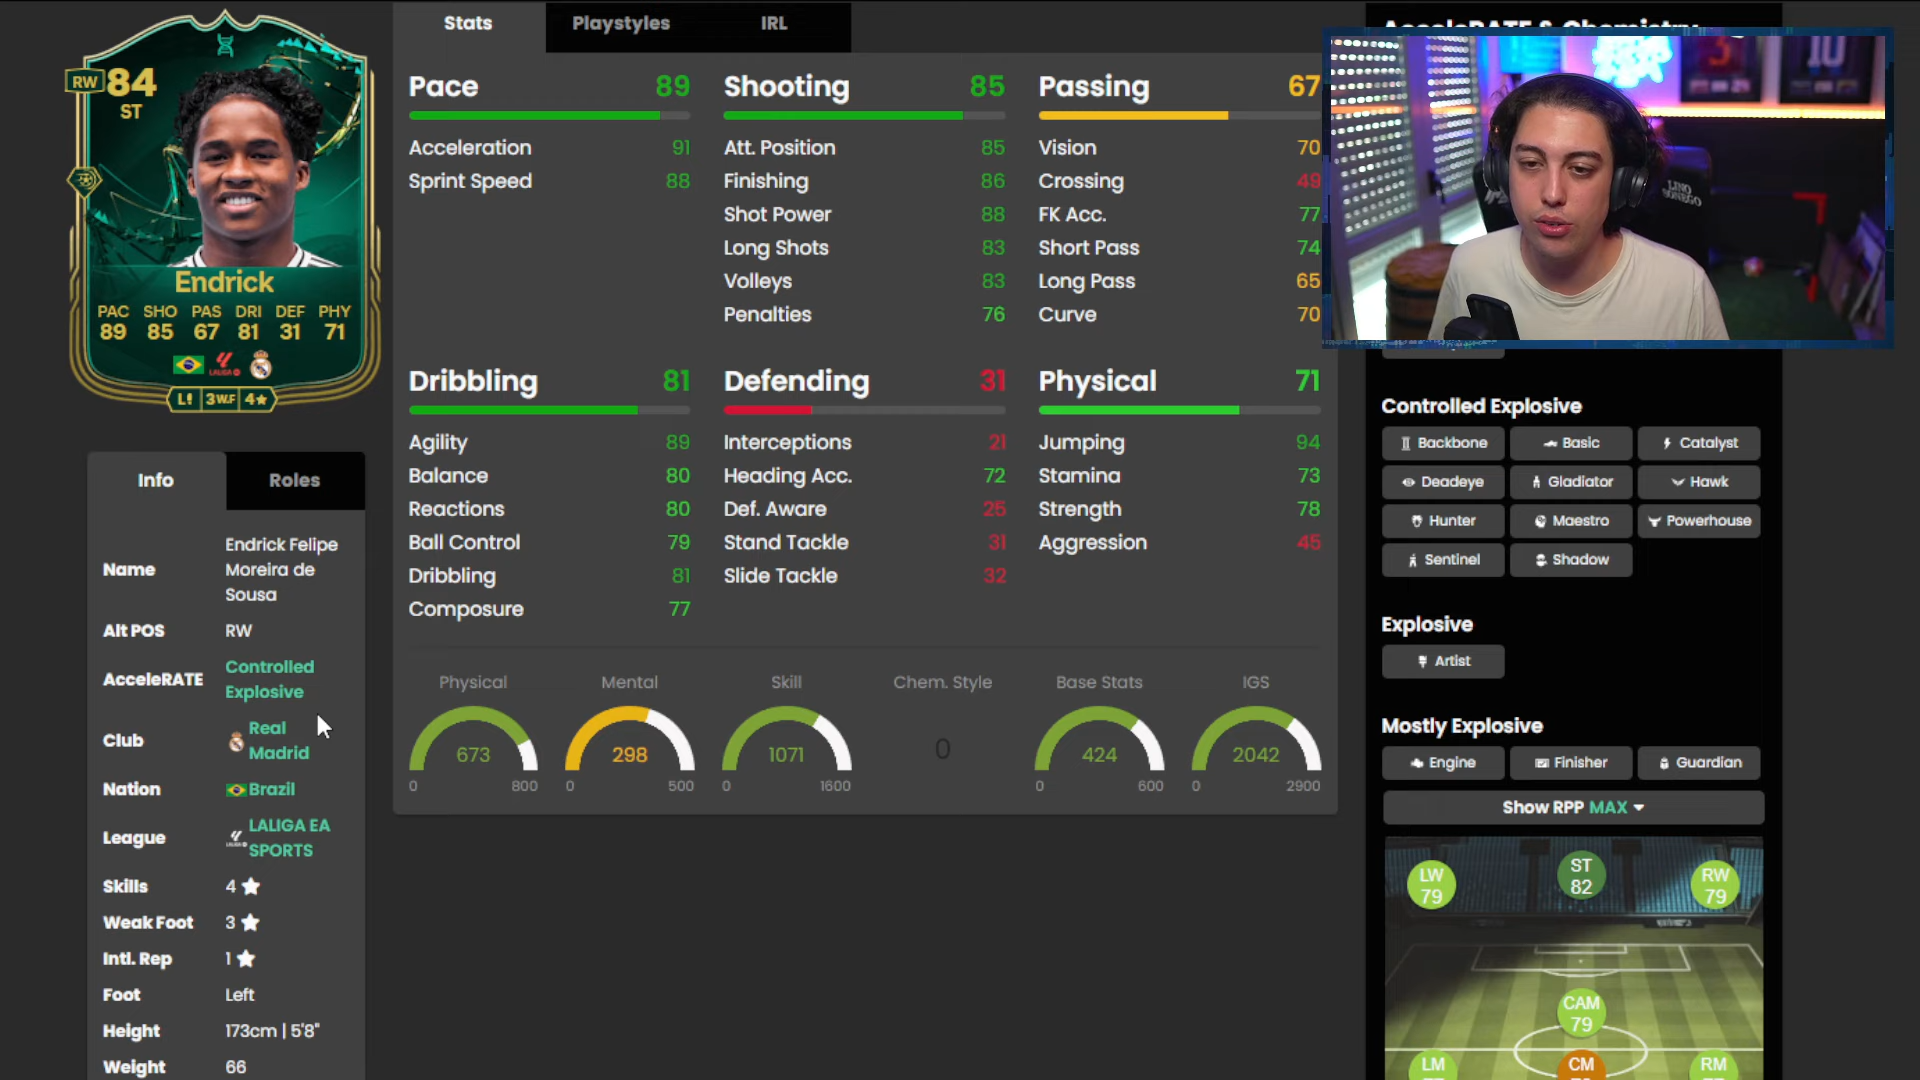 RW 84
ST
Endrick
PAC SHO PAS DRI DEF PHY
89 85 67 81 31 71
LALIGA
L 3 W.F 4★
Info Roles
Name Endrick Felipe Moreira de Sousa
Alt POS RW
AcceleRATE Controlled Explosive
Club Real Madrid
Nation Brazil
League LALIGA EA SPORTS
Skills 4 ★
Weak Foot 3 ★
Intl. Rep 1 ★
Foot Left
Height 173cm | 5'8"
Weight 66
Stats Playstyles IRL
Pace 89
Acceleration 91
Sprint Speed 88
Shooting 85
Att. Position 85
Finishing 86
Shot Power 88
Long Shots 83
Volleys 83
Penalties 76
Passing 67
Vision 70
Crossing 49
FK Acc. 77
Short Pass 74
Long Pass 65
Curve 70
Dribbling 81
Agility 89
Balance 80
Reactions 80
Ball Control 79
Dribbling 81
Composure 77
Defending 31
Interceptions 21
Heading Acc. 72
Def. Aware 25
Stand Tackle 31
Slide Tackle 32
Physical 71
Jumping 94
Stamina 73
Strength 78
Aggression 45
Physical Mental Skill Chem. Style Base Stats IGS
673 298 1071 0 424 2042
0 800 0 500 0 1600 0 600 0 2900
AcceleRATE & Chemistry
3 10
Controlled Explosive
Backbone Basic Catalyst
Deadeye Gladiator Hawk
Hunter Maestro Powerhouse
Sentinel Shadow
Explosive
Artist
Mostly Explosive
Engine Finisher Guardian
Show RPP MAX
LW 79
ST 82
RW 79
CAM 79
LM CM RM